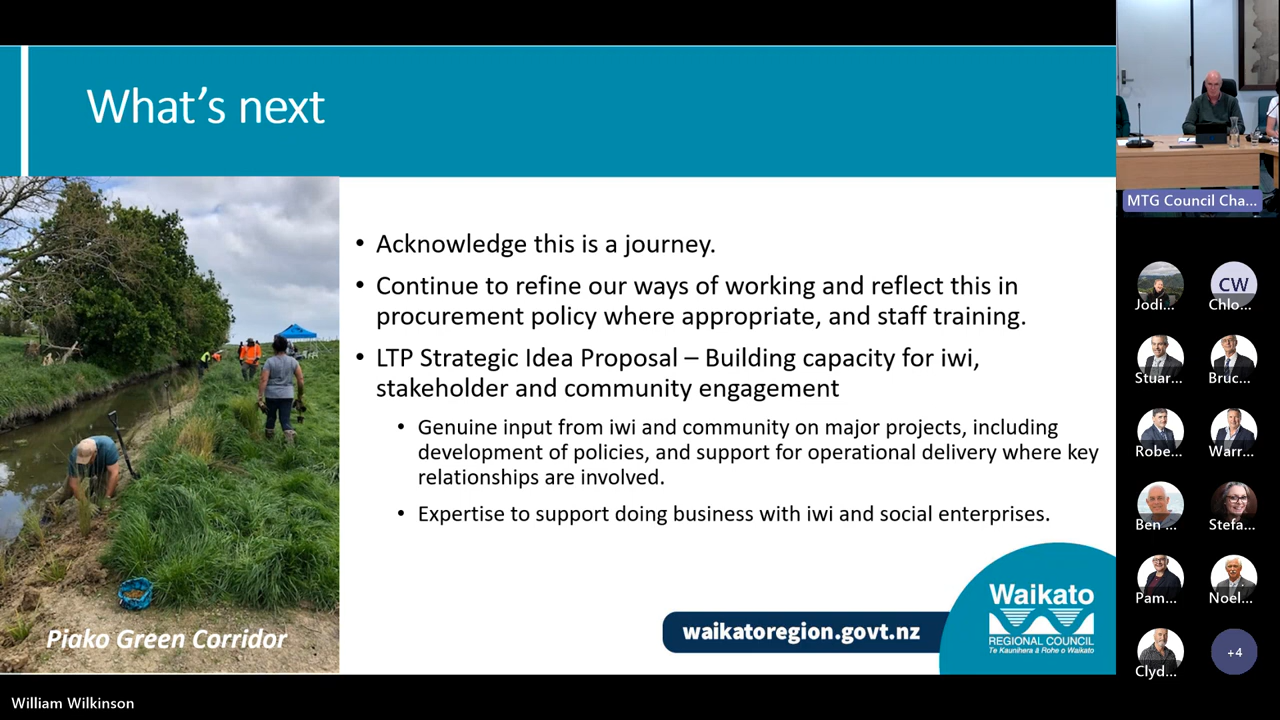 What's next
MTG Council Cha...
• Acknowledge this is a journey.
• Continue to refine our ways of working and reflect this in
procurement policy where appropriate, and staff training.
• LTP Strategic Idea Proposal – Building capacity for iwi,
stakeholder and community engagement
• Genuine input from iwi and community on major projects, including
development of policies, and support for operational delivery where key
relationships are involved.
• Expertise to support doing business with iwi and social enterprises.
Piako Green Corridor
waikatoregion.govt.nz
Waikato
REGIONAL COUNCIL
Te Kaunihera ā Rohe o Waikato
Jodi...
CW
Chlo...
Stuar...
Bruc...
Robe...
Warr...
Ben ...
Stefa...
Pam...
Noel...
Clyd...
+4
William Wilkinson